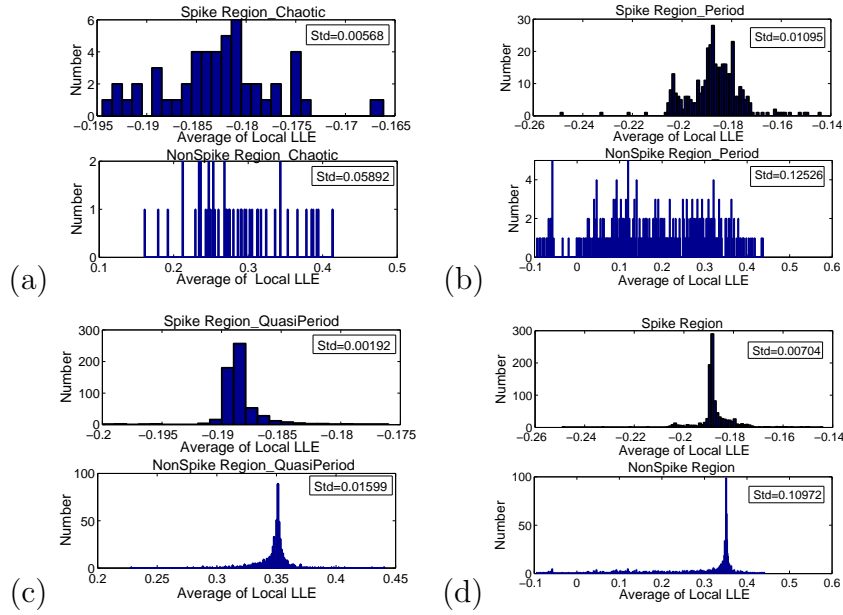 Spike Region_Chaotic
Std=0.00568
Number
6
4
2
0
−0.195 −0.19 −0.185 −0.18 −0.175 −0.17 −0.165
Average of Local LLE
NonSpike Region_Chaotic
Std=0.05892
Number
2
1
0
0.1 0.2 0.3 0.4 0.5
Average of Local LLE
(a)
Spike Region_Period
Std=0.01095
Number
30
20
10
0
−0.26 −0.24 −0.22 −0.2 −0.18 −0.16 −0.14
Average of Local LLE
NonSpike Region_Period
Std=0.12526
Number
5
4
2
0
−0.1 0 0.1 0.2 0.3 0.4 0.5 0.6
Average of Local LLE
(b)
Spike Region_QuasiPeriod
Std=0.00192
Number
300
200
100
0
−0.2 −0.195 −0.19 −0.185 −0.18 −0.175
Average of Local LLE
NonSpike Region_QuasiPeriod
Std=0.01599
Number
100
50
0
0.2 0.25 0.3 0.35 0.4 0.45
Average of Local LLE
(c)
Spike Region
Std=0.00704
Number
300
200
100
0
−0.26 −0.24 −0.22 −0.2 −0.18 −0.16 −0.14
Average of Local LLE
NonSpike Region
Std=0.10972
Number
100
50
0
−0.1 0 0.1 0.2 0.3 0.4 0.5 0.6
Average of Local LLE
(d)